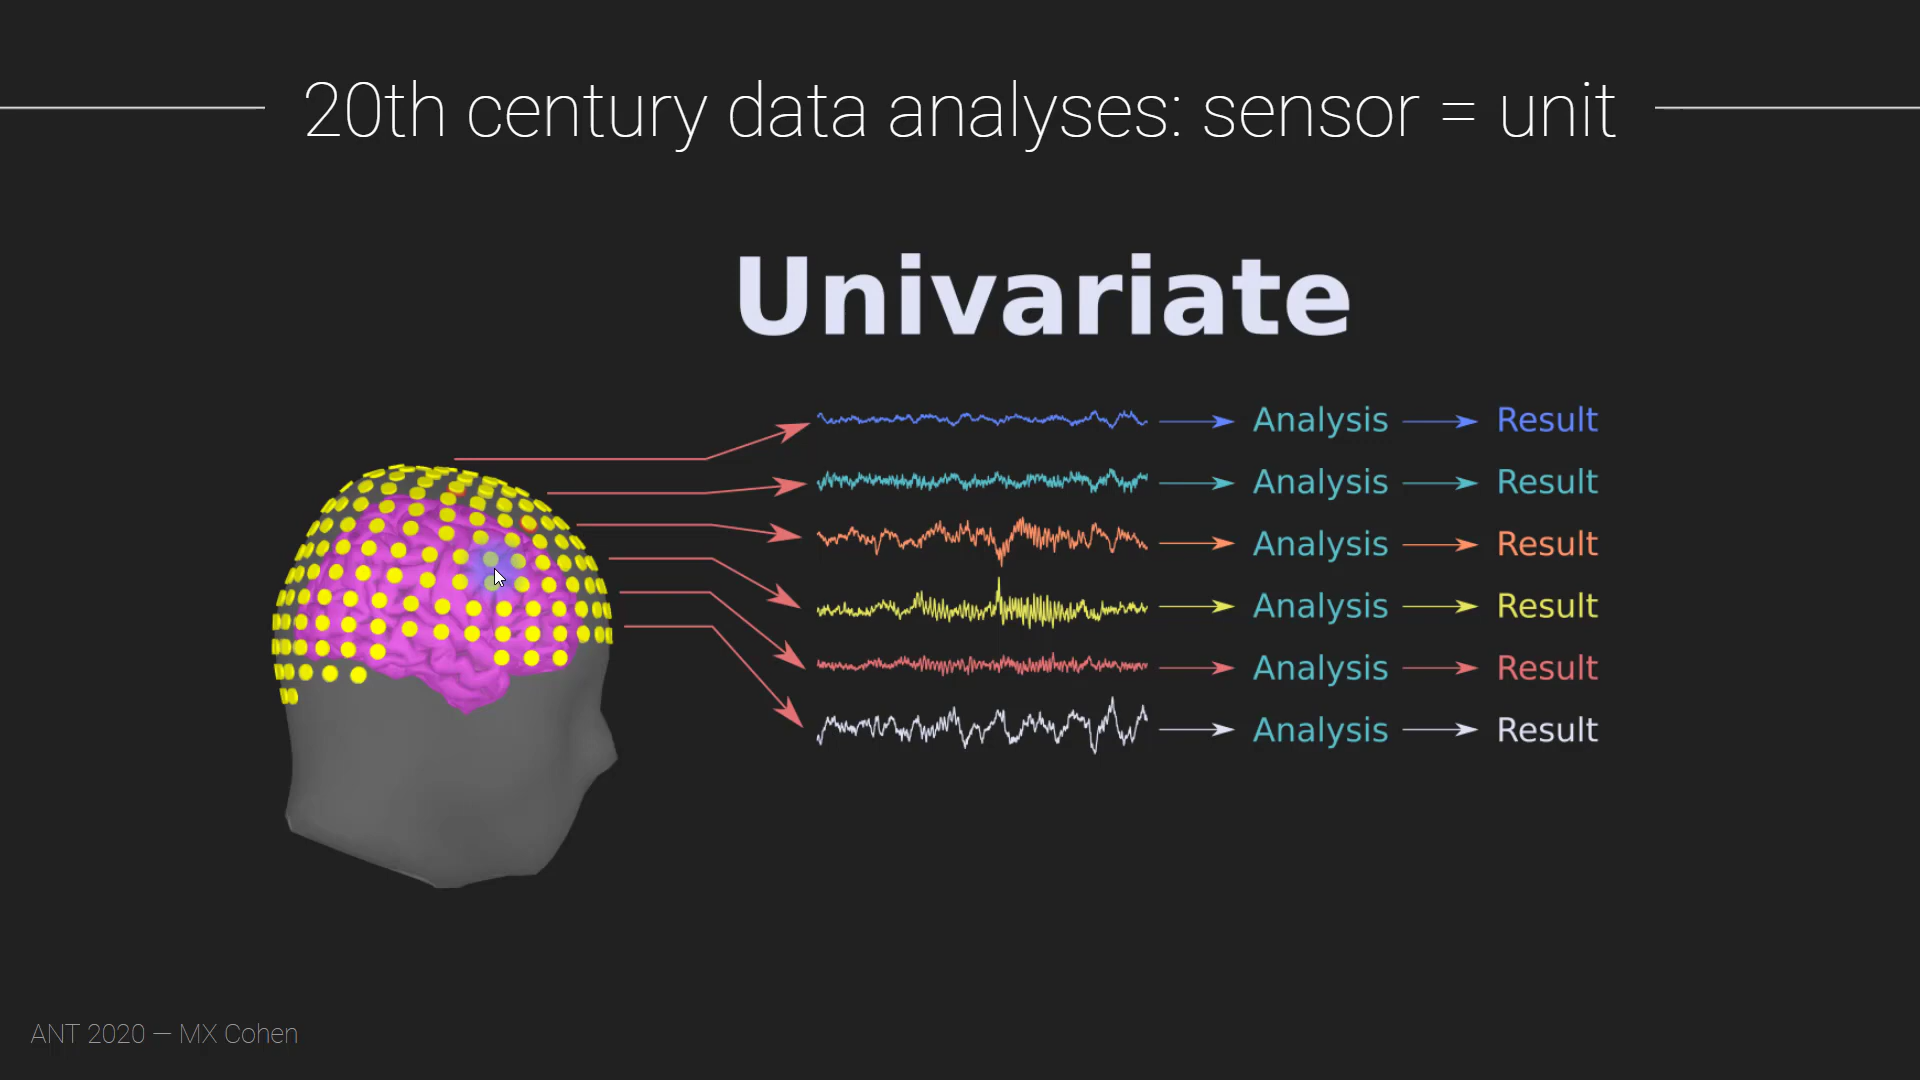 20th century data analyses: sensor = unit
Univariate
Analysis Result
Analysis Result
Analysis Result
Analysis Result
Analysis Result
Analysis Result
ANT 2020 — MX Cohen